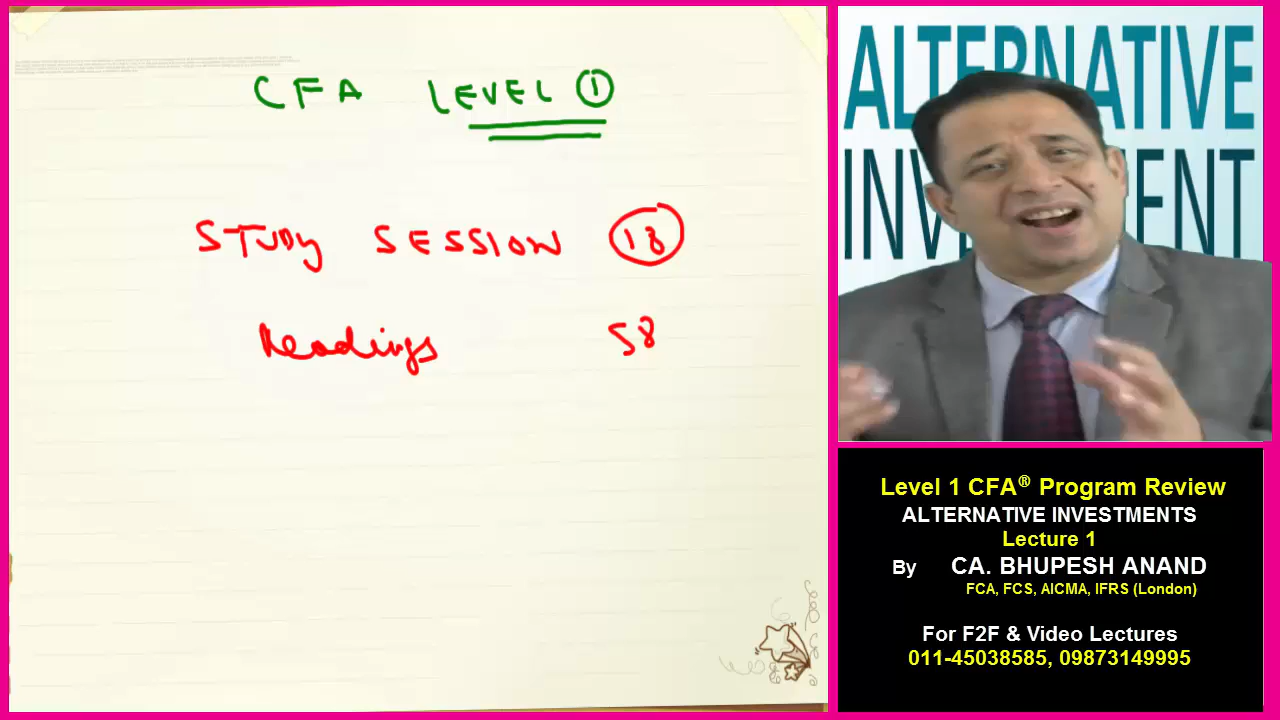 CFA LEVEL 1
STUDY SESSION 18
Readings 58
ALTERNATIVE
INVESTMENT
Level 1 CFA® Program Review
ALTERNATIVE INVESTMENTS
Lecture 1
By CA. BHUPESH ANAND
FCA, FCS, AICMA, IFRS (London)
For F2F & Video Lectures
011-45038585, 09873149995